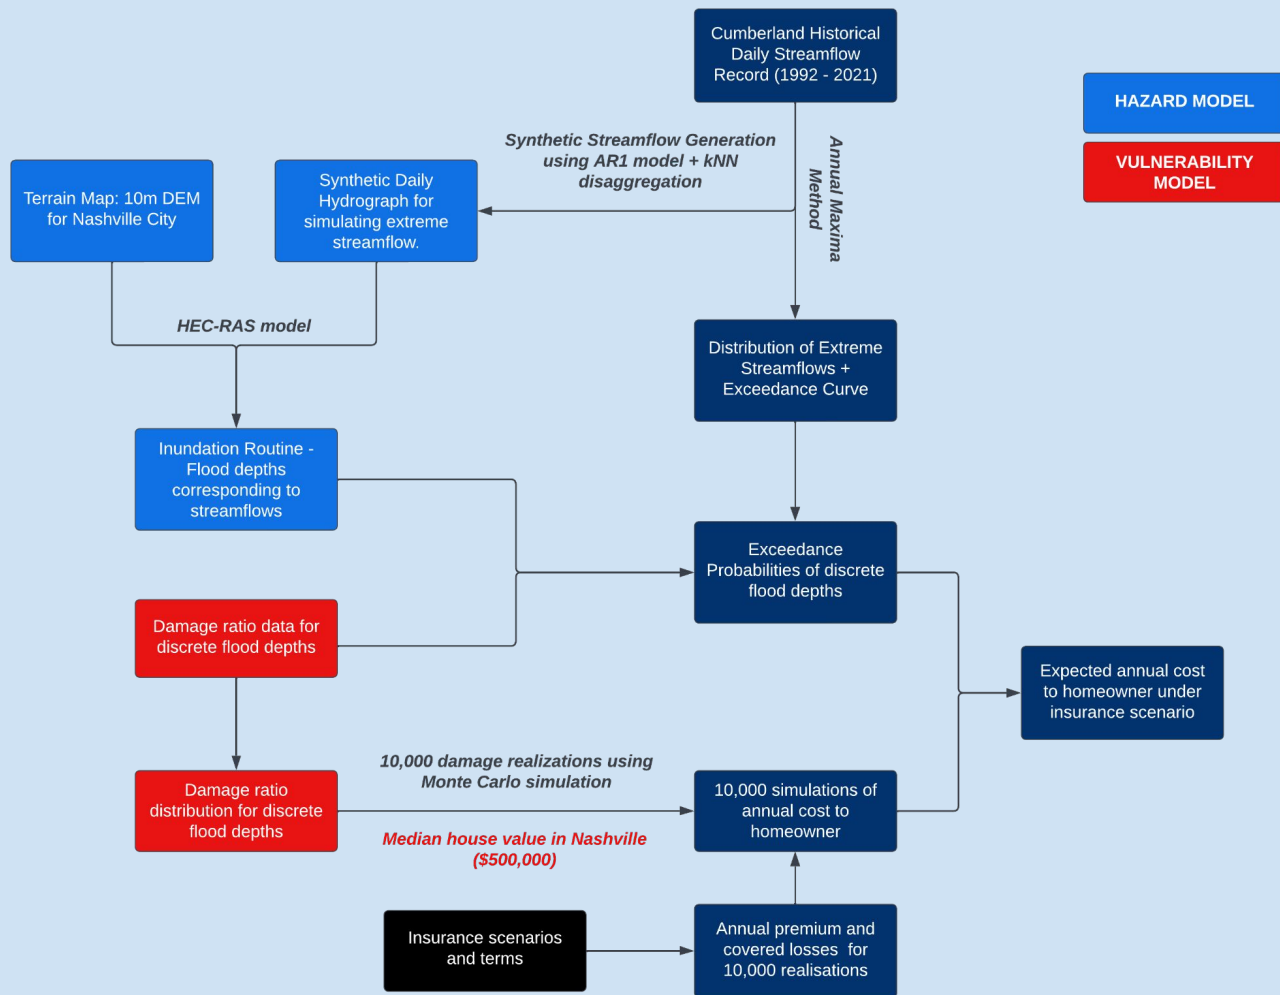 Cumberland Historical
Daily Streamflow
Record (1992 - 2021)
HAZARD MODEL
VULNERABILITY
MODEL
Synthetic Streamflow Generation
using AR1 model + kNN
disaggregation
Annual Maxima
Method
Terrain Map: 10m DEM
for Nashville City
Synthetic Daily
Hydrograph for
simulating extreme
streamflow.
HEC-RAS model
Distribution of Extreme
Streamflows +
Exceedance Curve
Inundation Routine -
Flood depths
corresponding to
streamflows
Exceedance
Probabilities of discrete
flood depths
Damage ratio data for
discrete flood depths
Expected annual cost
to homeowner under
insurance scenario
10,000 damage realizations using
Monte Carlo simulation
Damage ratio
distribution for discrete
flood depths
10,000 simulations of
annual cost to
homeowner
Median house value in Nashville
($500,000)
Insurance scenarios
and terms
Annual premium and
covered losses for
10,000 realisations